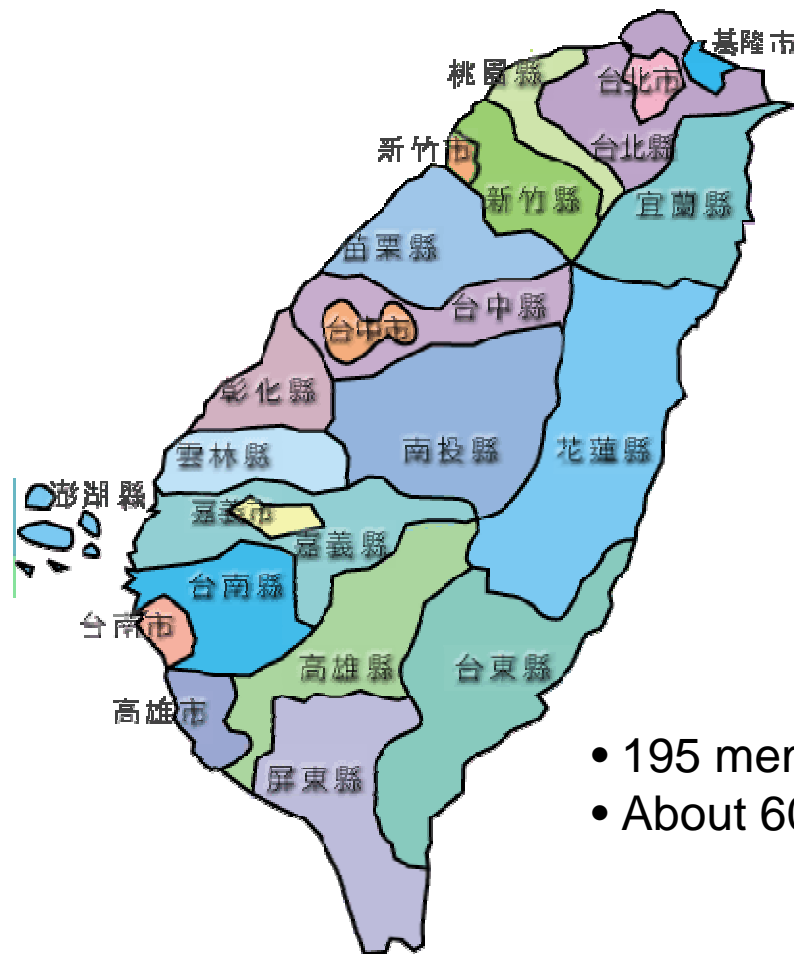 基隆市
桃園縣
台北市
新竹市
台北縣
新竹縣
宜蘭縣
苗栗縣
台中縣
台中市
彰化縣
雲林縣
南投縣
花蓮縣
澎湖縣
嘉義市
嘉義縣
台南縣
台南市
高雄縣
台東縣
高雄市
屏東縣
• 195
• About